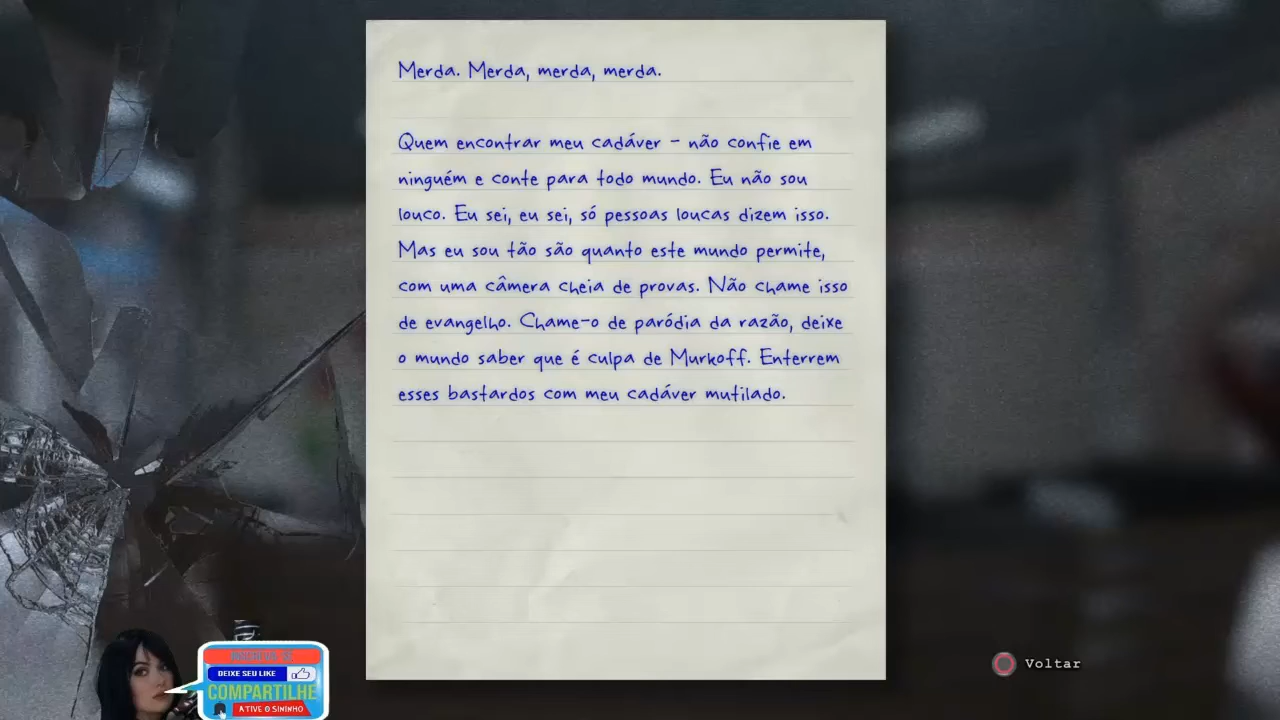 Merda. Merda, merda, merda.
Quem encontrar meu cadáver - não confie em
ninguém e conte para todo mundo. Eu não sou
louco. Eu sei, eu sei, só pessoas loucas dizem isso.
Mas eu sou tão são quanto este mundo permite,
com uma câmera cheia de provas. Não chame isso
de evangelho. Chame-o de paródia da razão, deixe
o mundo saber que é culpa de Murkoff. Enterrem
esses bastardos com meu cadáver mutilado.
Voltar
DEIXE SEU LIKE
COMPARTILHE
ATIVE O SININHO